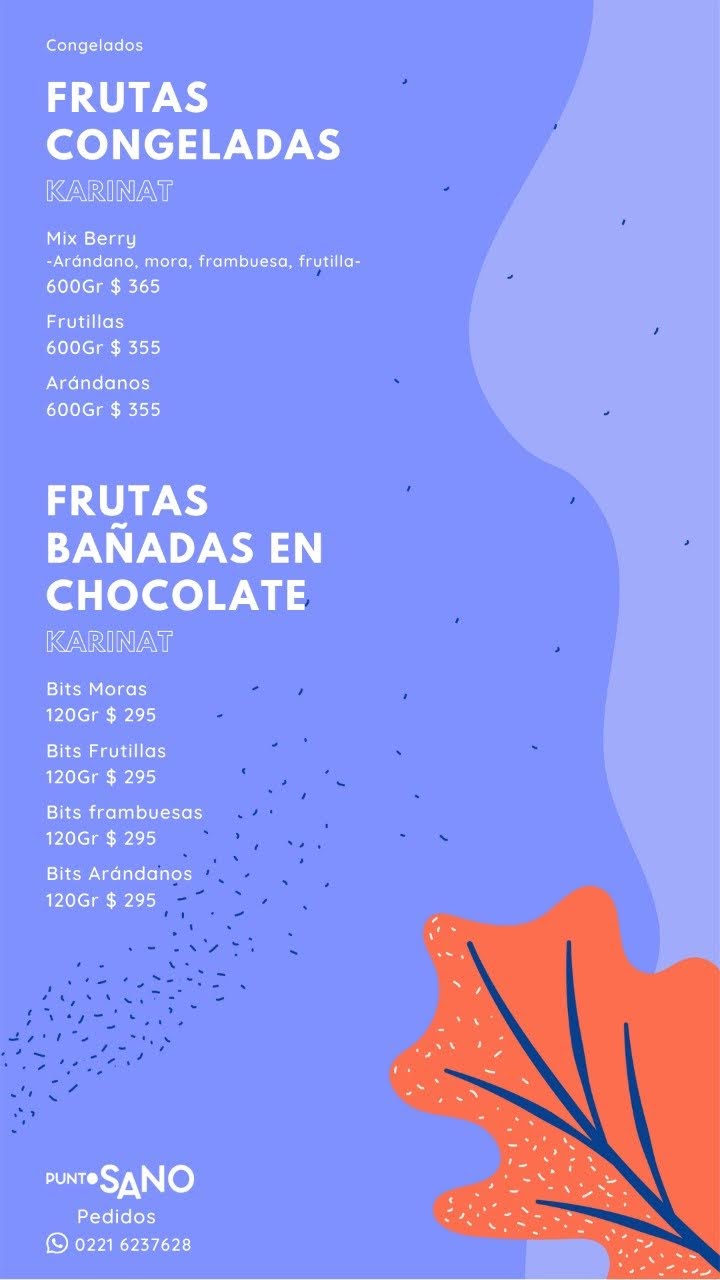 Congelados
FRUTAS
CONGELADAS
KARINAT
Mix Berry
-Arándano, mora, frambuesa, frutilla-
600Gr $ 365
Frutillas
600Gr $ 355
Arándanos
600Gr $ 355
FRUTAS
BAÑADAS EN
CHOCOLATE
KARINAT
Bits Moras
120Gr $ 295
Bits Frutillas
120Gr $ 295
Bits frambuesas
120Gr $ 295
Bits Arándanos
120Gr $ 295
PUNTO SANO
Pedidos
0221 6237628